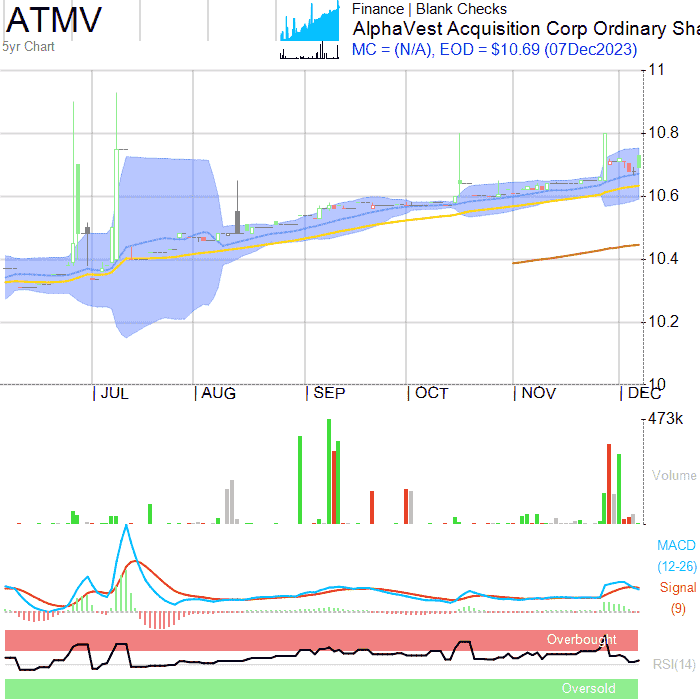 ATMV
5yr Chart
Finance | Blank Checks
AlphaVest Acquisition Corp Ordinary Sha
MC = (N/A), EOD = $10.69 (07Dec2023)
11
10.8
10.6
10.4
10.2
10
JUL AUG SEP OCT NOV DEC
473k
Volume
MACD
(12-26)
Signal
(9)
Overbought
RSI(14)
Oversold